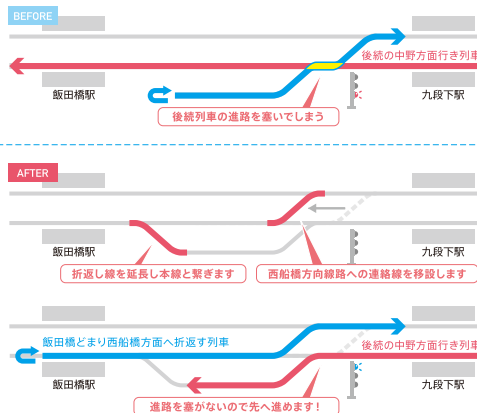 BEFORE
後続の中野方面行き列車
飯田橋駅
九段下駅
後続列車の進路を塞いでしまう
AFTER
飯田橋駅
九段下駅
折返し線を延長し本線と繋ぎます
西船橋方向線路への連絡線を移設します
飯田橋どまり西船橋方面へ折返す列車
後続の中野方面行き列車
飯田橋駅
九段下駅
進路を塞がないので先へ進めます！